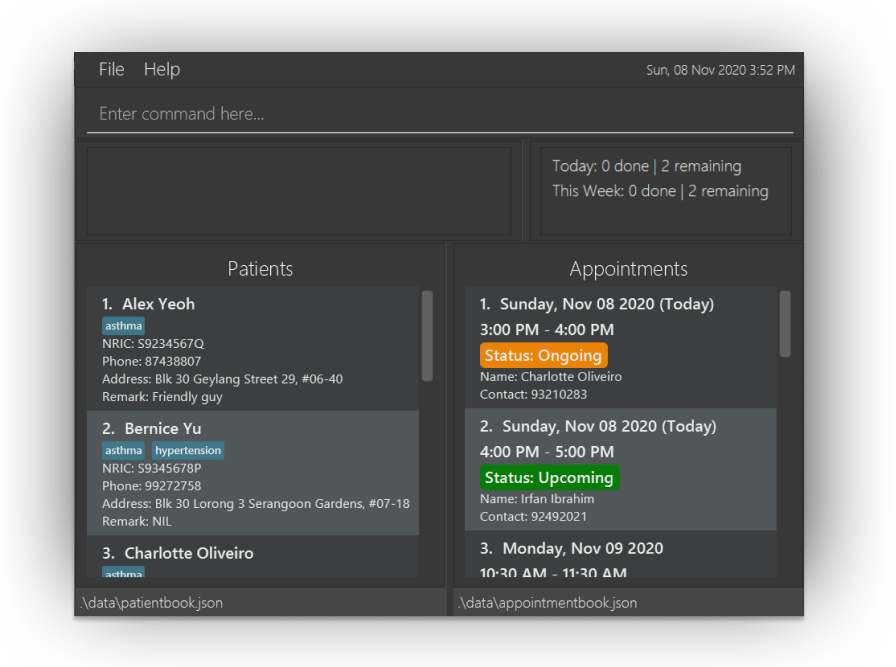 File Help
Sun, 08 Nov 2020 3:52 PM
Enter command here...
Today: 0 done | 2 remaining
This Week: 0 done | 2 remaining
Patients
1. Alex Yeoh
asthma
NRIC: S9234567Q
Phone: 87438807
Address: Blk 30 Geylang Street 29, #06-40
Remark: Friendly guy
2. Bernice Yu
asthma hypertension
NRIC: S9345678P
Phone: 99272758
Address: Blk 30 Lorong 3 Serangoon Gardens, #07-18
Remark: NIL
3. Charlotte Oliveiro
asthma
.\data\patientbook.json
Appointments
1. Sunday, Nov 08 2020 (Today)
3:00 PM - 4:00 PM
Status: Ongoing
Name: Charlotte Oliveiro
Contact: 93210283
2. Sunday, Nov 08 2020 (Today)
4:00 PM - 5:00 PM
Status: Upcoming
Name: Irfan Ibrahim
Contact: 92492021
3. Monday, Nov 09 2020
10:30 AM - 11:30 AM
.\data\appointmentbook.json